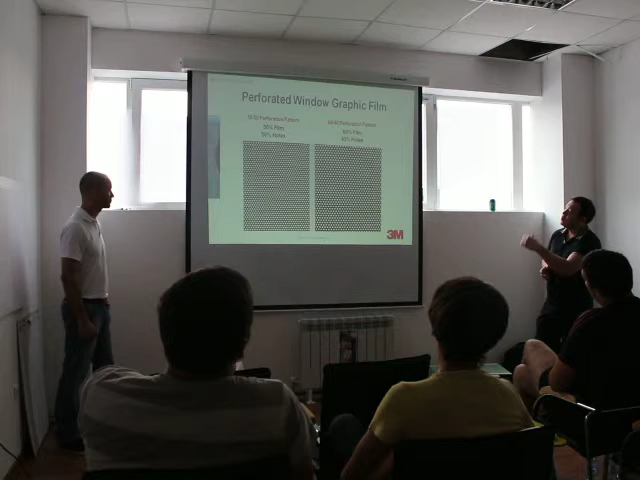 Perforated Window Graphic Film
50-50 Perforation Pattern
50% Film
50% Holes
60-40 Perforation Pattern
60% Film
40% Holes
3M